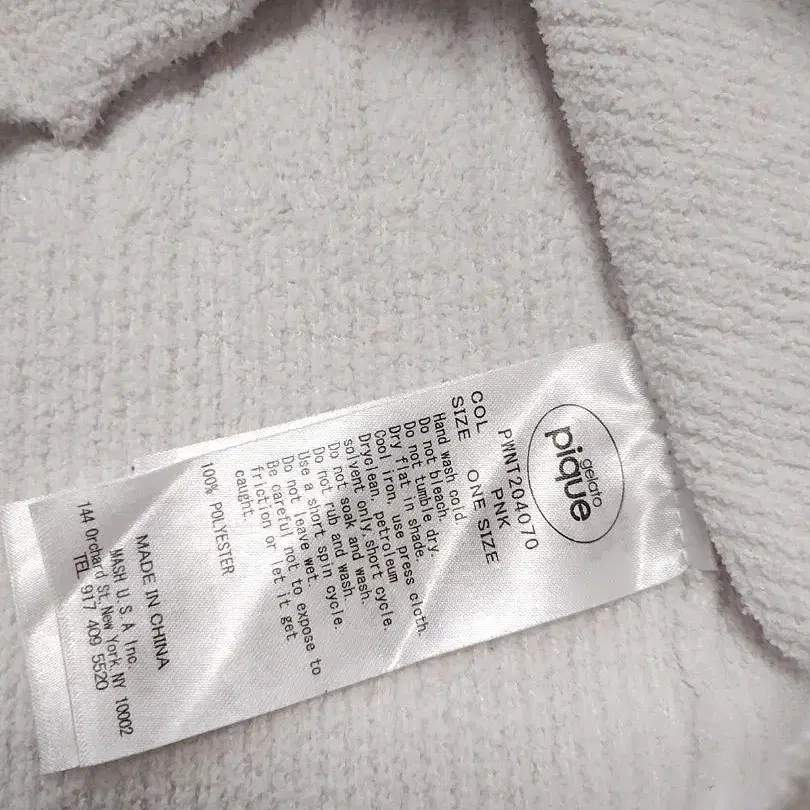 gelato
pique
PWNT204070
COL PNK
SIZE ONE SIZE
Hand wash cold.
Do not bleach.
Do not tumble dry.
Dry flat in shade.
Cool iron, use press cloth.
Dryclean, petroleum
solvent only,short cycle.
Do not soak and wash.
Do not rub and wash.
Use a short spin cycle.
Do not leave wet.
Be careful not to expose to
friction or let it get
caught.
100% POLYESTER
MADE IN CHINA
MASH U S A Inc.
144 Orchard St. New York NY 10002
TEL 917 409 5520